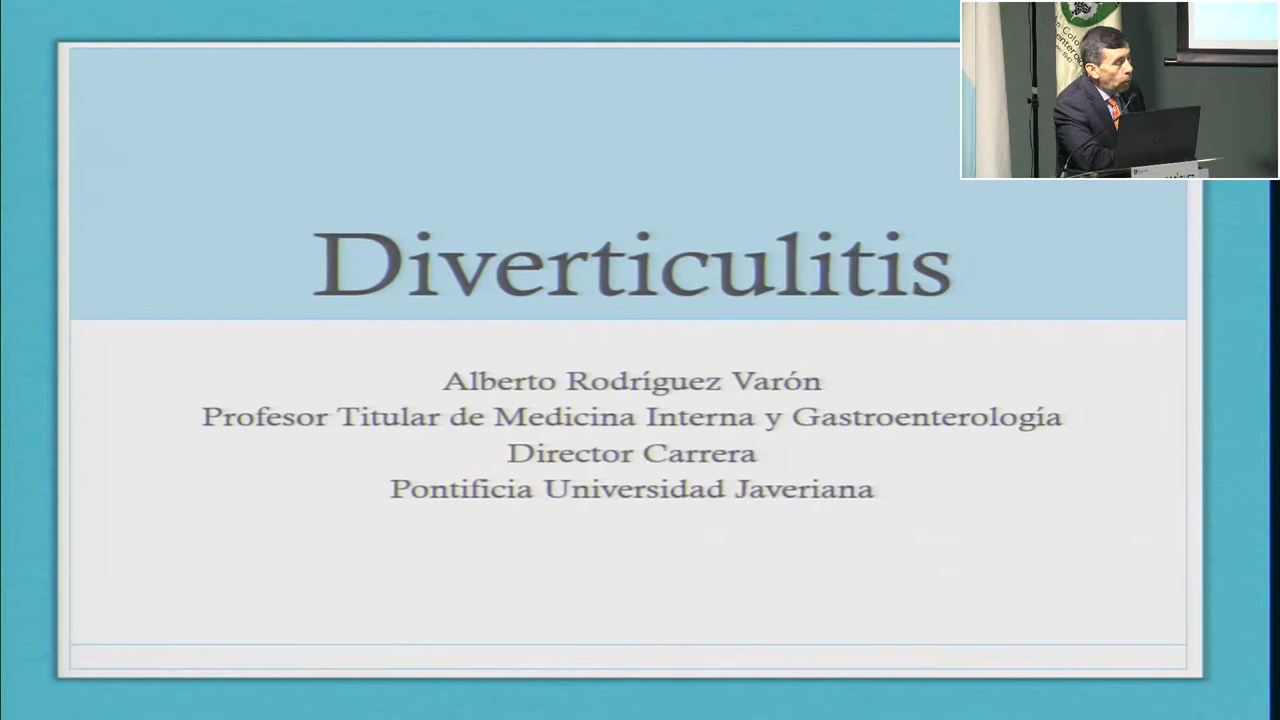 Diverticulitis
Alberto Rodríguez Varón
Profesor Titular de Medicina Interna y Gastroenterología
Director Carrera
Pontificia Universidad Javeriana